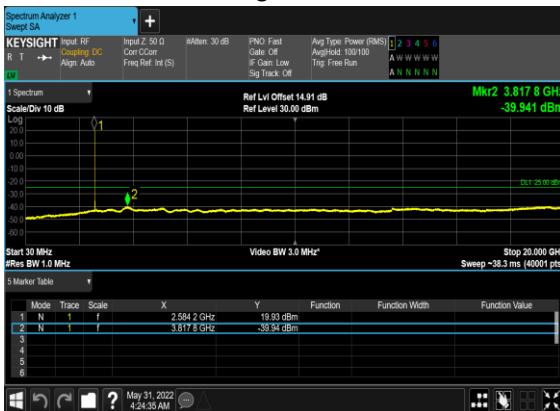 Spectrum Analyzer 1
Swept SA
+
KEYSIGHT Input: RF Input Z: 50 Ω #Atten: 30 dB PNO: Fast Avg Type: Power (RMS) 1 2 3 4 5 6
R T Coupling: DC Corr CCorr Gate: Off Avg|Hold: 100/100 A W W W W W
Align: Auto Freq Ref: Int (S) IF Gain: Low Trig: Free Run
Sig Track: Off A N N N N N
1 Spectrum Ref Lvl Offset 14.91 dB Mkr2 3.817 8 GHz
Scale/Div 10 dB Ref Level 30.00 dBm -39.941 dBm
Log
20.0
10.0
0.00
-10.0
-20.0
-30.0
-40.0
-50.0
-60.0
1
2
DL1 -25.00 dBm
Start 30 MHz Video BW 3.0 MHz* Stop 20.000 GHz
#Res BW 1.0 MHz Sweep ~38.3 ms (40001 pts)
5 Marker Table
Mode Trace Scale X Y Function Function Width Function Value
1 N 1 f 2.584 2 GHz 19.93 dBm
2 N 1 f 3.817 8 GHz -39.94 dBm
3
4
5
6
? May 31, 2022
4:24:35 AM